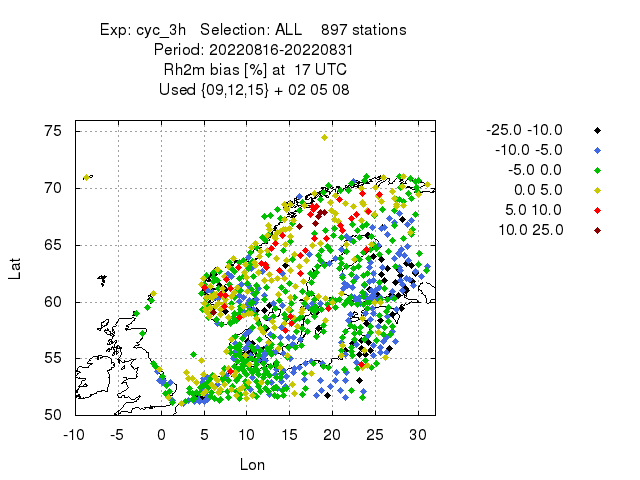 Exp: cyc_3h   Selection: ALL    897 stations
Period: 20220816-20220831
Rh2m bias [%] at  17 UTC
Used {09,12,15} + 02 05 08
-25.0 -10.0
-10.0 -5.0
-5.0 0.0
0.0 5.0
5.0 10.0
10.0 25.0
75
70
65
60
55
50
Lat
-10 -5 0 5 10 15 20 25 30
Lon